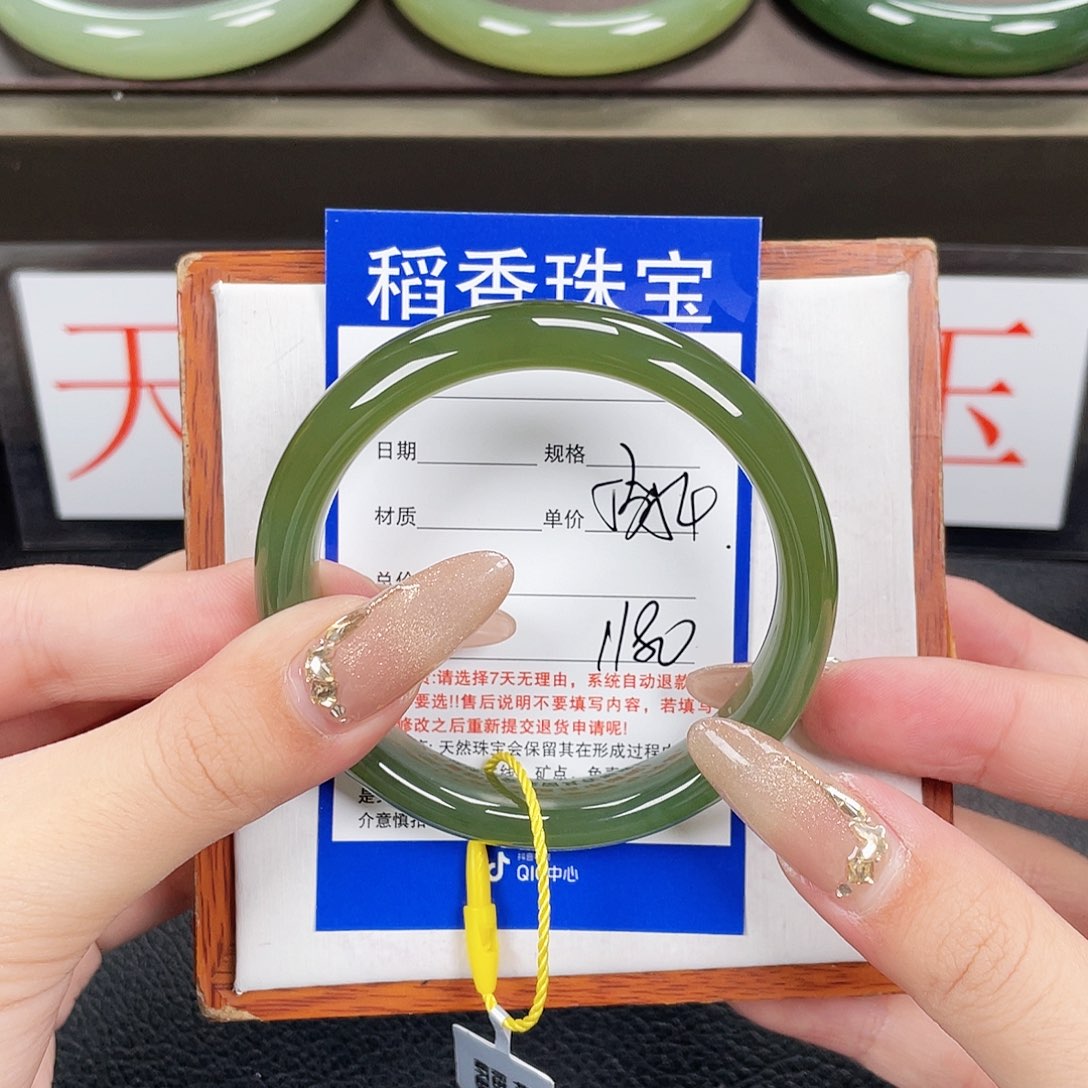 稻香珠宝
天
玉
日期 规格
材质 单价
总价
1180
:请选择7天无理由，系统自动退款
要选!!售后说明不要填写内容，若填写
修改之后重新提交退货申请呢!
天然珠宝会保留其在形成过程
矿点
介意慎拍
QIC中心